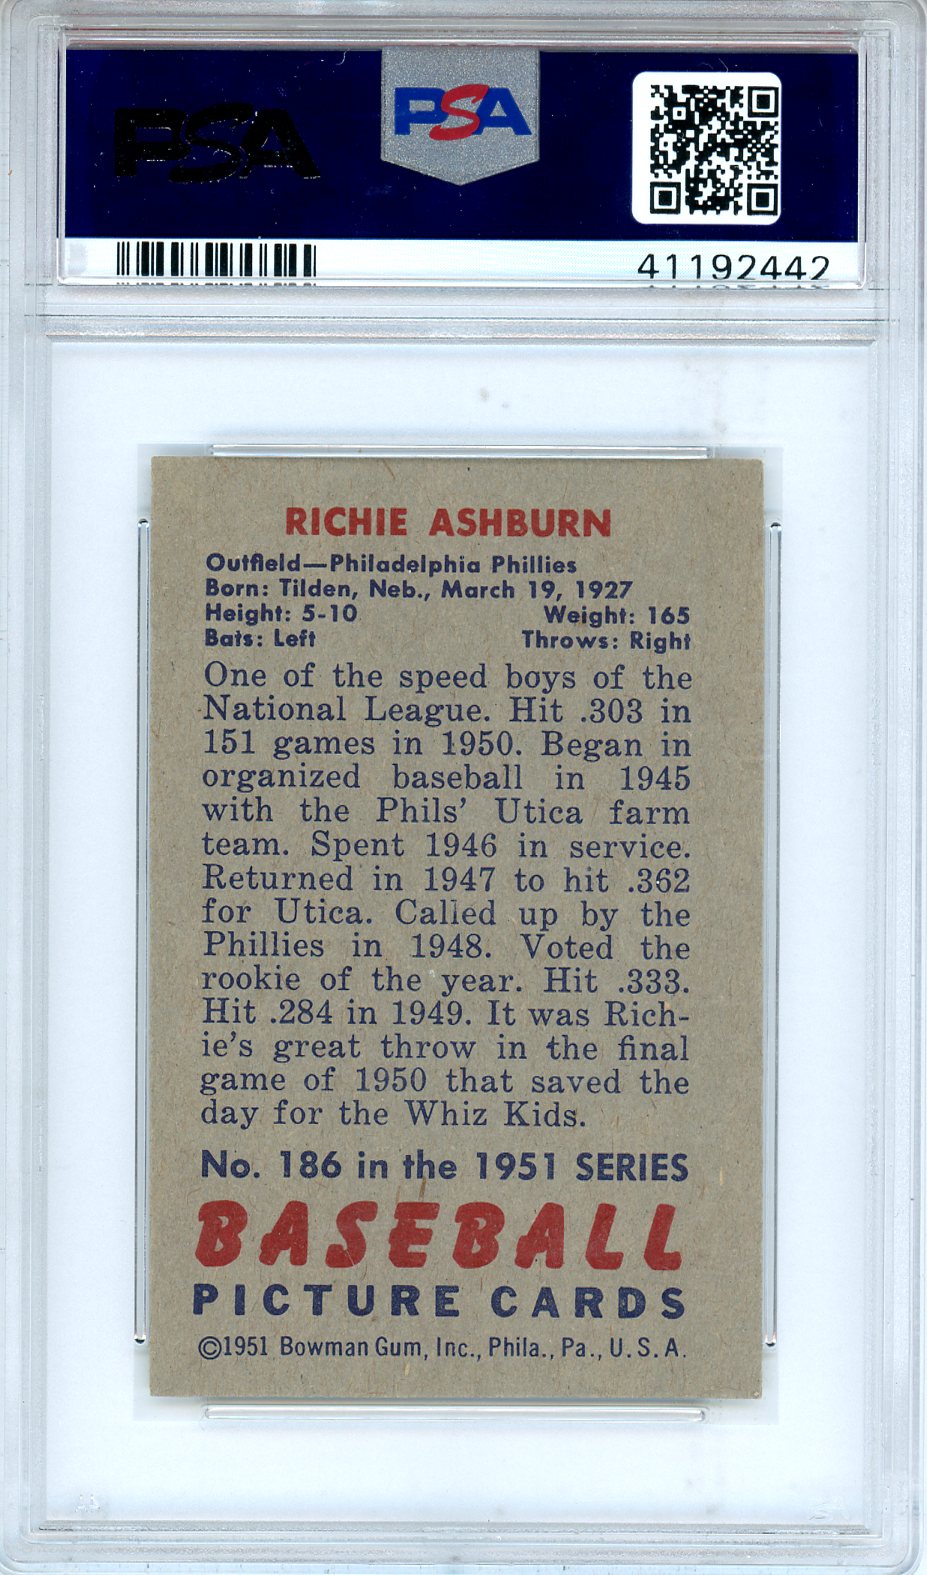 PSA
PSA
41192442
RICHIE ASHBURN
Outfield—Philadelphia Phillies
Born: Tilden, Neb., March 19, 1927
Height: 5-10 Weight: 165
Bats: Left Throws: Right
One of the speed boys of the
National League. Hit .303 in
151 games in 1950. Began in
organized baseball in 1945
with the Phils' Utica farm
team. Spent 1946 in service.
Returned in 1947 to hit .362
for Utica. Called up by the
Phillies in 1948. Voted the
rookie of the year. Hit .333.
Hit .284 in 1949. It was Rich-
ie's great throw in the final
game of 1950 that saved the
day for the Whiz Kids.
No. 186 in the 1951 SERIES
BASEBALL
PICTURE CARDS
©1951 Bowman Gum, Inc., Phila., Pa., U.S.A.